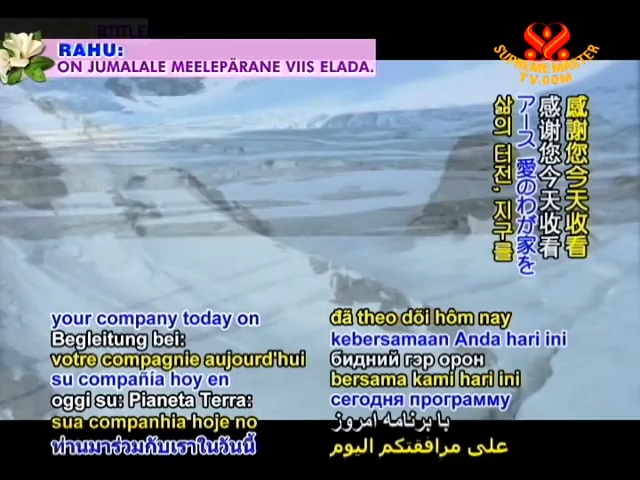 RAHU:
ON JUMALALE MEELEPÄRANE VIIS ELADA.
SUPREME MASTER
TV.COM
感謝您今天收看
感谢您今天收看
アース 愛のわが家を
삶의 터전, 지구를
your company today on
Begleitung bei:
votre compagnie aujourd'hui
su compañía hoy en
oggi su: Pianeta Terra:
sua companhia hoje no
ท่านมาร่วมกับเราในวันนี้
đã theo dõi hôm nay
kebersamaan Anda hari ini
бидний гэр орон
bersama kami hari ini
сегодня программу
با برنامه امروز
على مرافقتكم اليوم